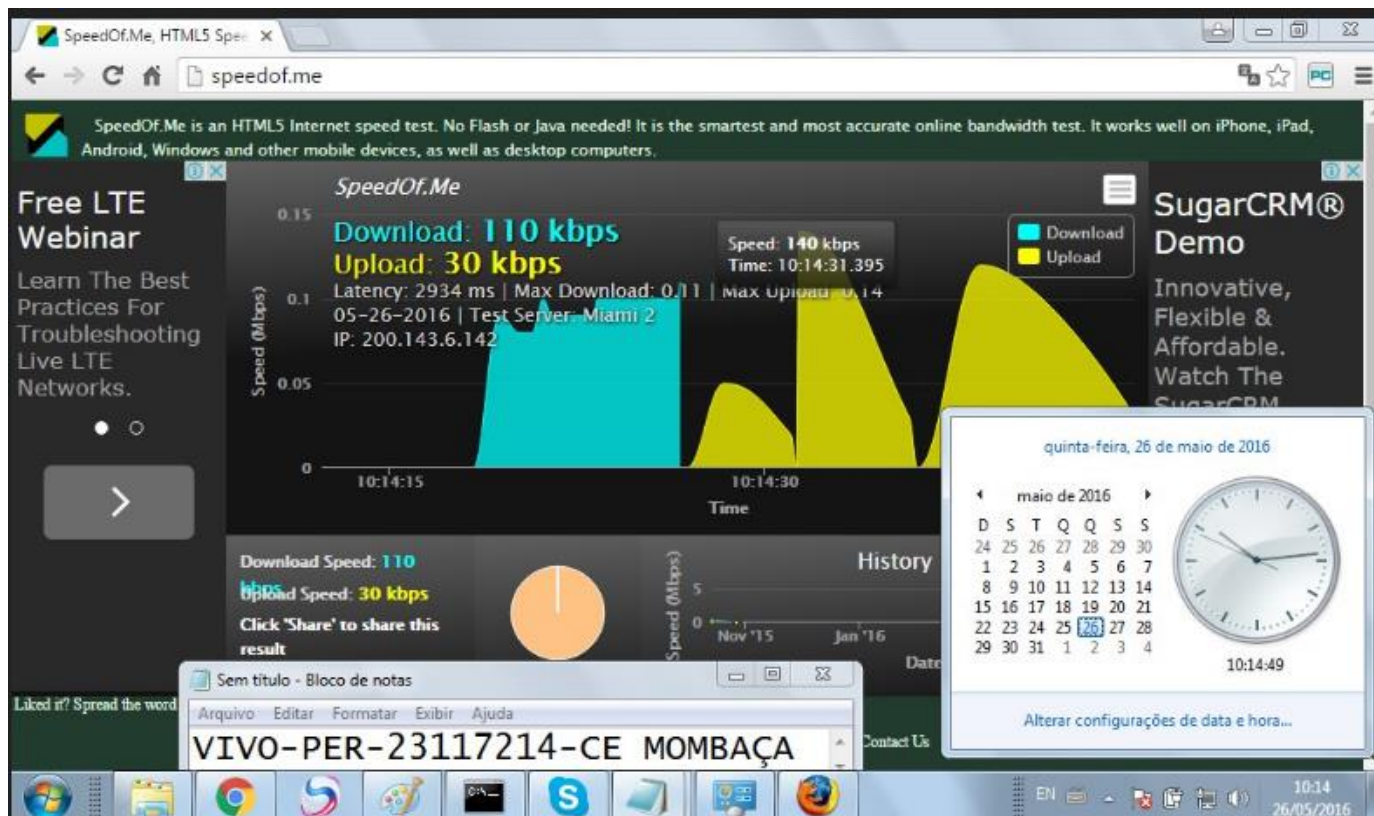 SpeedOf.Me, HTML5 Spee
speedof.me
PC
SpeedOf.Me is an HTML5 Internet speed test. No Flash or Java needed! It is the smartest and most accurate online bandwidth test. It works well on iPhone, iPad,
Android, Windows and other mobile devices, as well as desktop computers.
Free LTE
Webinar
Learn The Best
Practices For
Troubleshooting
Live LTE
Networks.
SpeedOf.Me
Download: 110 kbps
Upload: 30 kbps
Latency: 2934 ms | Max Download: 0.11 | Max Upload 0.14
05-26-2016 | Test Server: Miami 2
IP: 200.143.6.142
Speed: 140 kbps
Time: 10:14:31.395
Download
Upload
Speed (Mbps)
0.15
0.1
0.05
0
10:14:15
10:14:30
Time
SugarCRM®
Demo
Innovative,
Flexible &
Affordable.
Watch The
SugarCRM
Download Speed: 110
kbps
Upload Speed: 30 kbps
Click 'Share' to share this
result
History
Speed (Mbps)
5
0
Nov '15
Jan '16
Date
Liked it? Spread the word
Contact Us
Sem título - Bloco de notas
Arquivo Editar Formatar Exibir Ajuda
VIVO-PER-23117214-CE MOMBAÇA
quinta-feira, 26 de maio de 2016
maio de 2016
D S T Q Q S S
24 25 26 27 28 29 30
1 2 3 4 5 6 7
8 9 10 11 12 13 14
15 16 17 18 19 20 21
22 23 24 25 26 27 28
29 30 31 1 2 3 4
10:14:49
Alterar configurações de data e hora...
C:\_
EN
10:14
26/05/2016